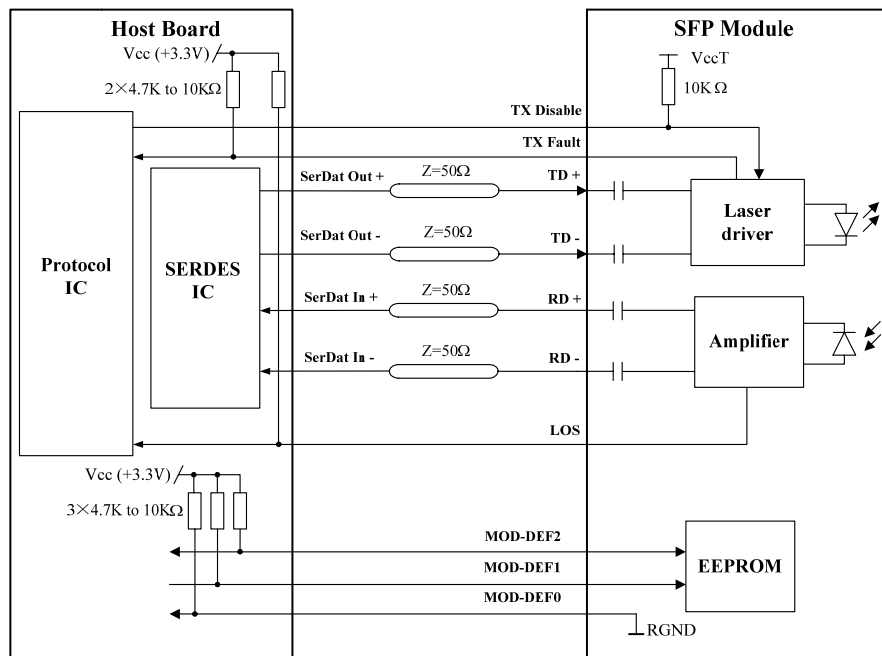 Host Board
SFP Module
Vcc (+3.3V)
VccT
2×4.7K to 10KΩ
10KΩ
TX Disable
TX Fault
SerDat Out +
Z=50Ω
TD +
SerDat Out -
Z=50Ω
TD -
Laser
driver
Protocol
IC
SERDES
IC
SerDat In +
Z=50Ω
RD +
SerDat In -
Z=50Ω
RD -
Amplifier
LOS
Vcc (+3.3V)
3×4.7K to 10KΩ
MOD-DEF2
MOD-DEF1
MOD-DEF0
EEPROM
RGND